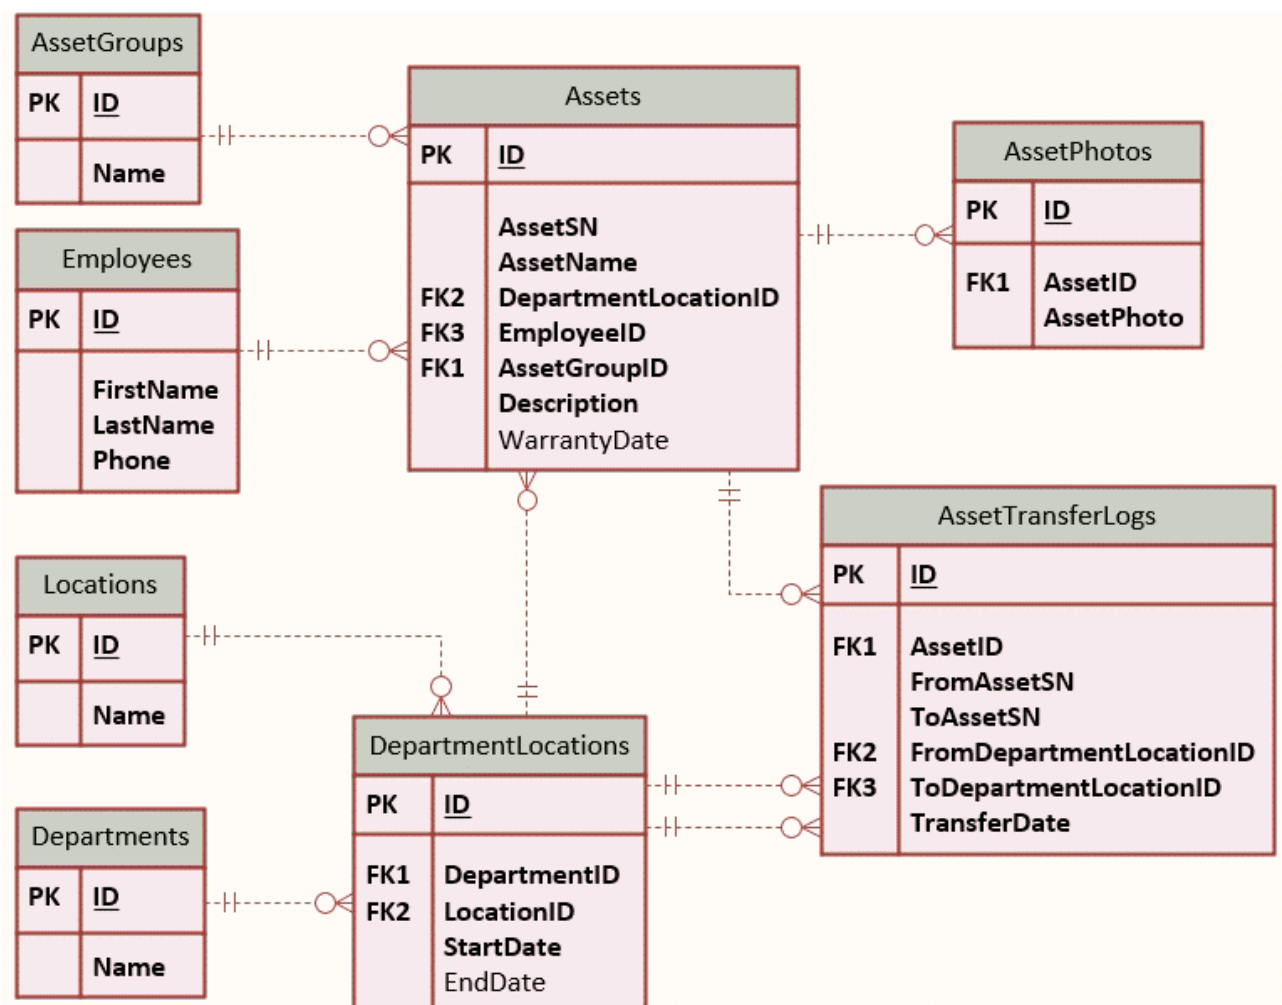 AssetGroups
PK ID
Name
Employees
PK ID
FirstName
LastName
Phone
Locations
PK ID
Name
Departments
PK ID
Name
Assets
PK ID
AssetSN
AssetName
FK2 DepartmentLocationID
FK3 EmployeeID
FK1 AssetGroupID
Description
WarrantyDate
DepartmentLocations
PK ID
FK1 DepartmentID
FK2 LocationID
StartDate
EndDate
AssetPhotos
PK ID
FK1 AssetID
AssetPhoto
AssetTransferLogs
PK ID
FK1 AssetID
FromAssetSN
ToAssetSN
FK2 FromDepartmentLocationID
FK3 ToDepartmentLocationID
TransferDate